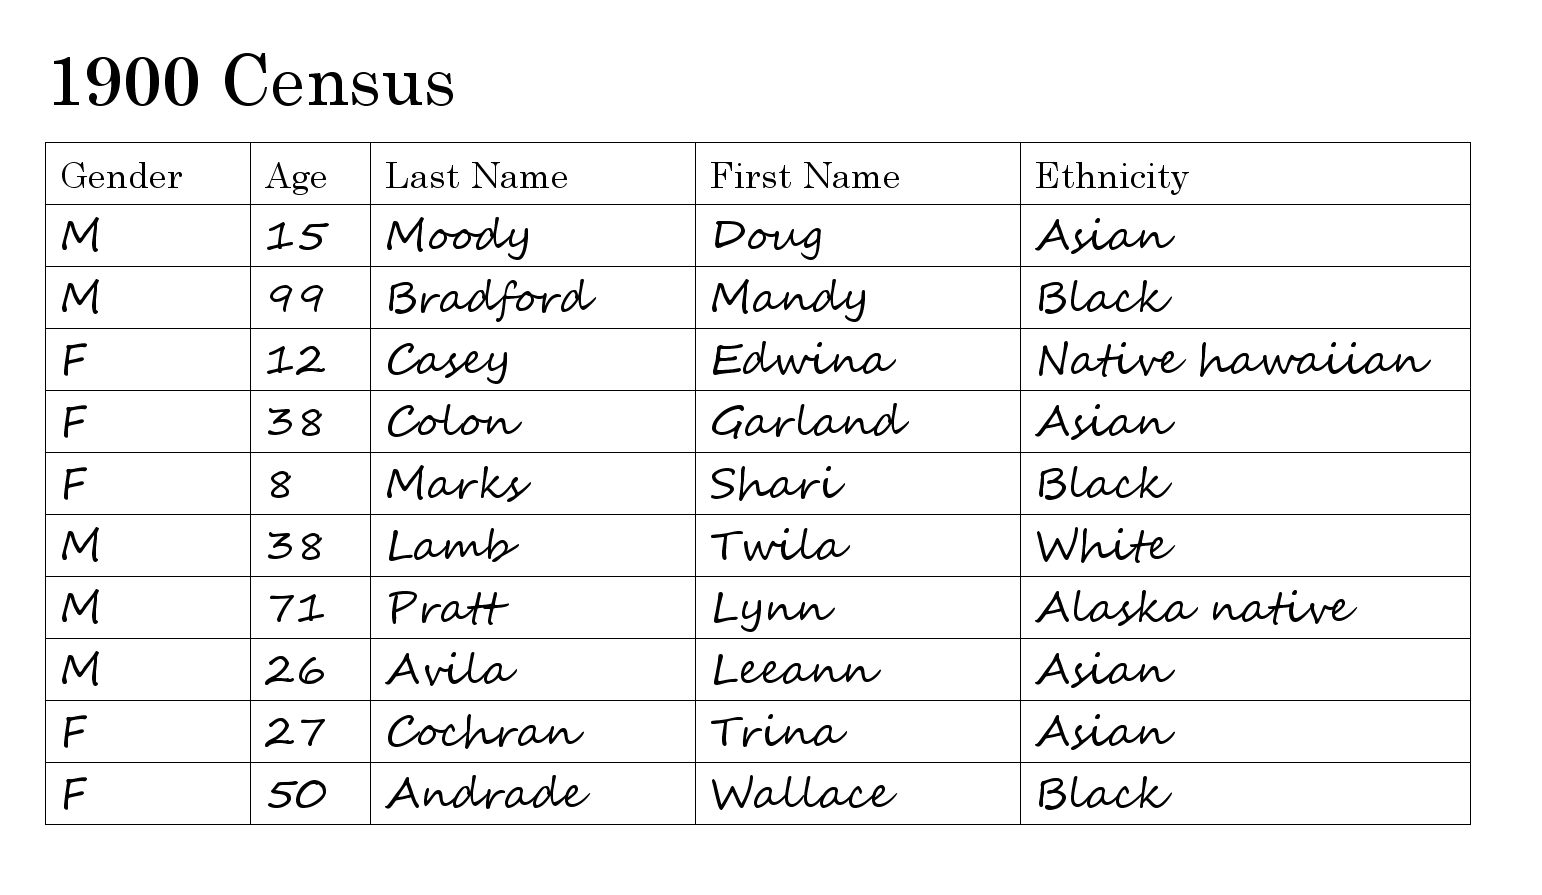 1900 Census
Gender Age Last Name First Name Ethnicity
M 15 Moody Doug Asian
M 99 Bradford Mandy Black
F 12 Casey Edwina Native hawaiian
F 38 Colon Garland Asian
F 8 Marks Shari Black
M 38 Lamb Twila White
M 71 Pratt Lynn Alaska native
M 26 Avila Leeann Asian
F 27 Cochran Trina Asian
F 50 Andrade Wallace Black